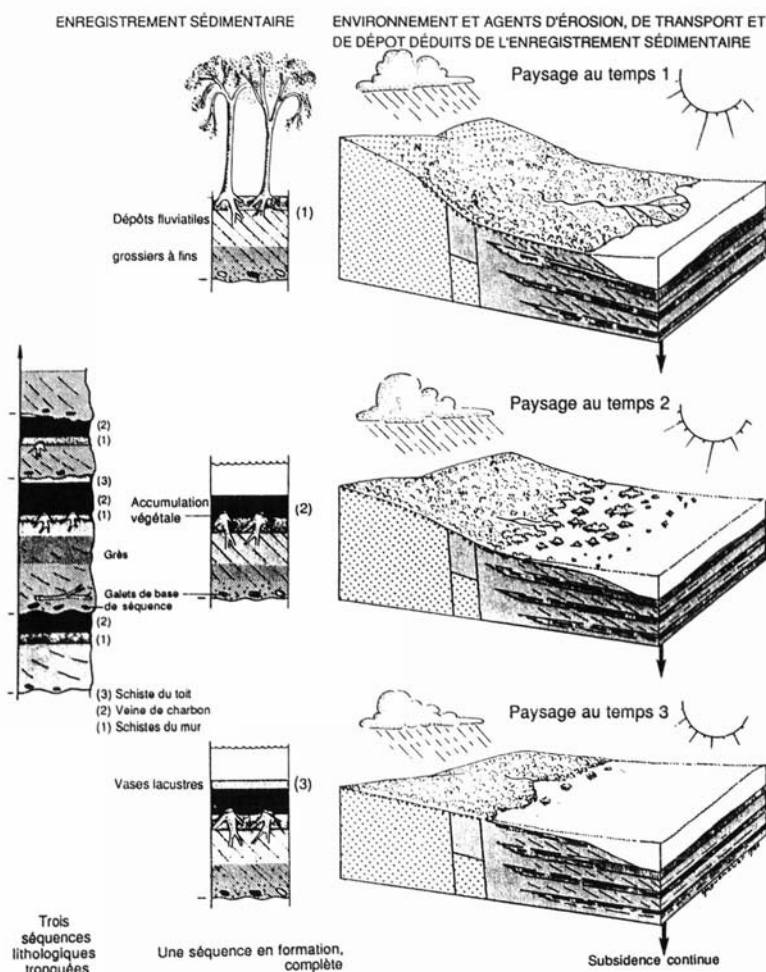 ENREGISTREMENT SÉDIMENTAIRE
ENVIRONNEMENT ET AGENTS D'ÉROSION, DE TRANSPORT ET
DE DÉPOT DÉDUITS DE L'ENREGISTREMENT SÉDIMENTAIRE
Paysage au temps 1
Dépôts fluviatiles
(1)
grossiers à fins
Paysage au temps 2
(2)
(1)
(3)
(2)
(1)
Accumulation
végétale
(2)
Grès
Galets de base
de séquence
(2)
(1)
(3) Schiste du toit
(2) Veine de charbon
(1) Schistes du mur
Paysage au temps 3
Vases lacustres
(3)
Trois
séquences
lithologiques
tronquées
Une séquence en formation,
complète
Subsidence continue